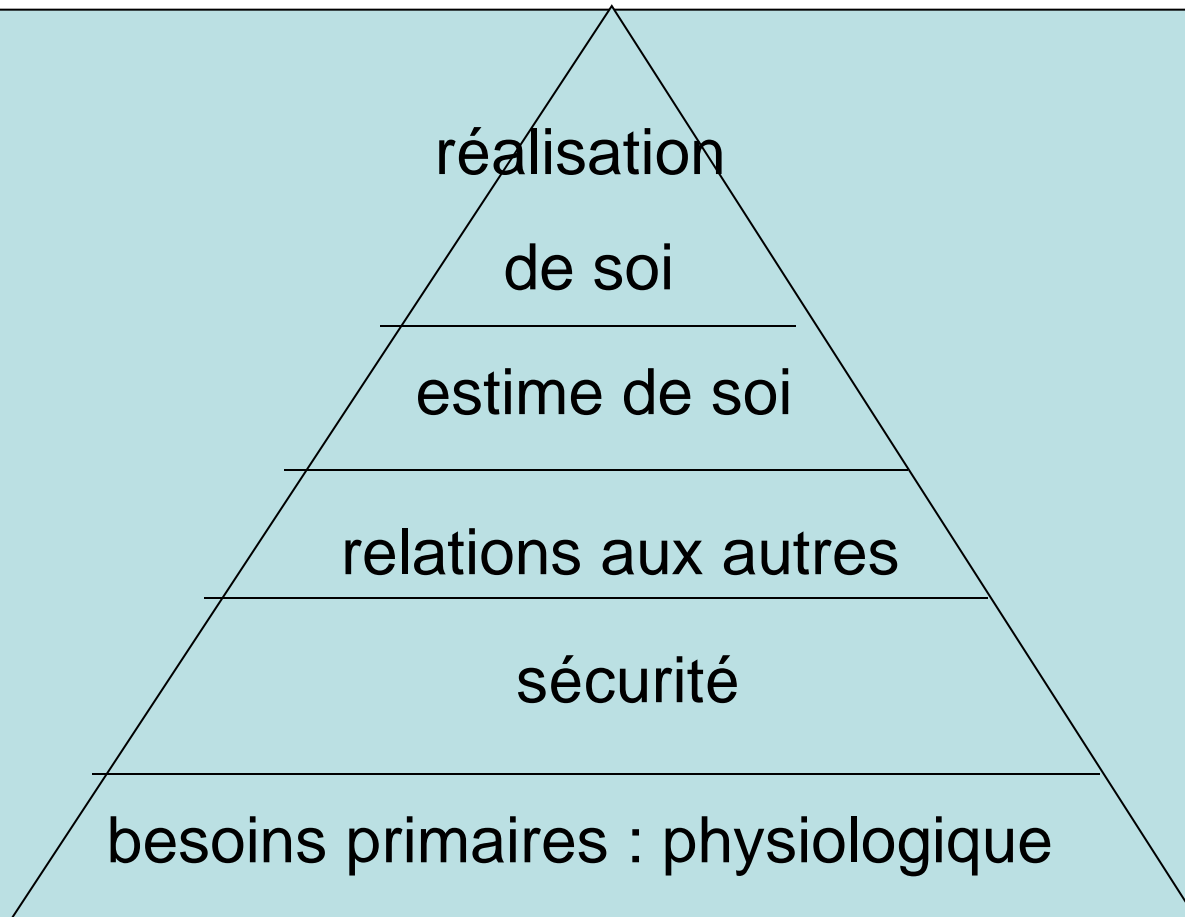 réalisation
de soi
estime de soi
relations aux autres
sécurité
besoins primaires : physiologique